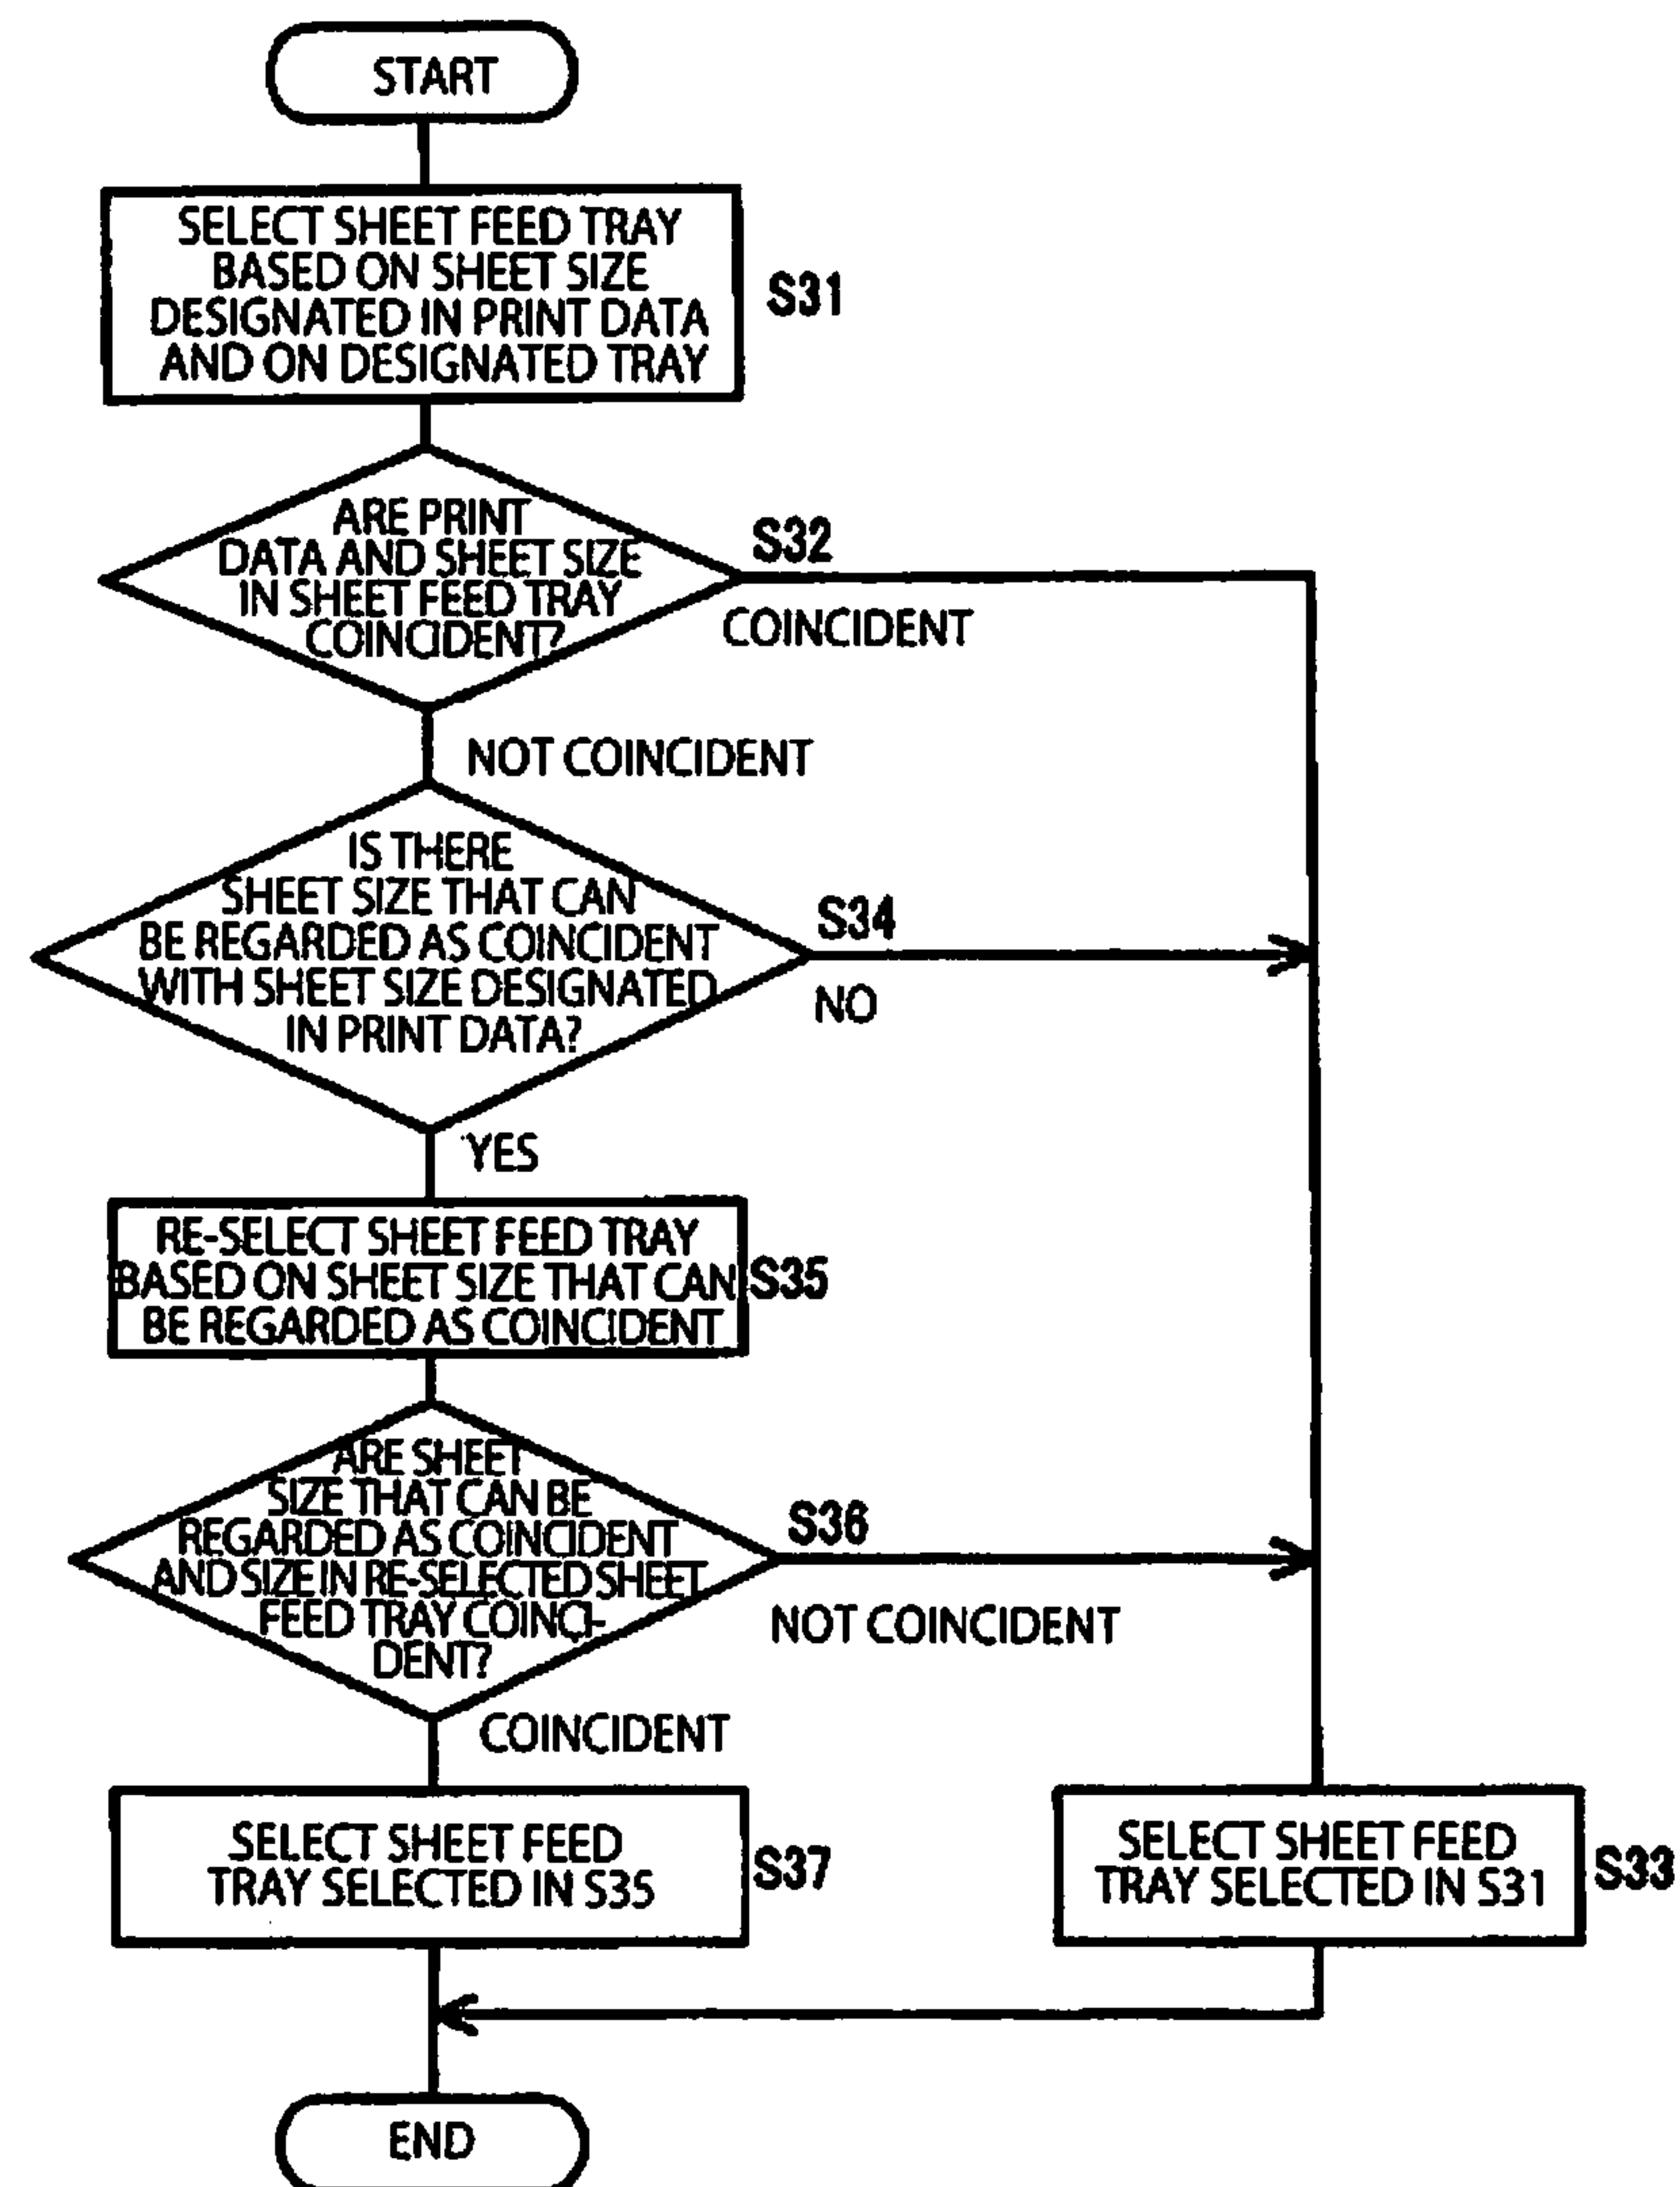 START
SELECT SHEET FEED TRAY
BASED ON SHEET SIZE
DESIGNATED IN PRINT DATA
AND ON DESIGNATED TRAY
S31
ARE PRINT
DATA AND SHEET SIZE
IN SHEET FEED TRAY
COINCIDENT?
S32
COINCIDENT
NOT COINCIDENT
IS THERE
SHEET SIZE THAT CAN
BE REGARDED AS COINCIDENT
WITH SHEET SIZE DESIGNATED
IN PRINT DATA?
S34
NO
YES
RE-SELECT SHEET FEED TRAY
BASED ON SHEET SIZE THAT CAN
BE REGARDED AS COINCIDENT
S35
ARE SHEET
SIZE THAT CAN BE
REGARDED AS COINCIDENT
AND SIZE IN RE-SELECTED SHEET
FEED TRAY COINCI-
DENT?
S36
NOT COINCIDENT
COINCIDENT
SELECT SHEET FEED
TRAY SELECTED IN S35
S37
SELECT SHEET FEED
TRAY SELECTED IN S31
S33
END